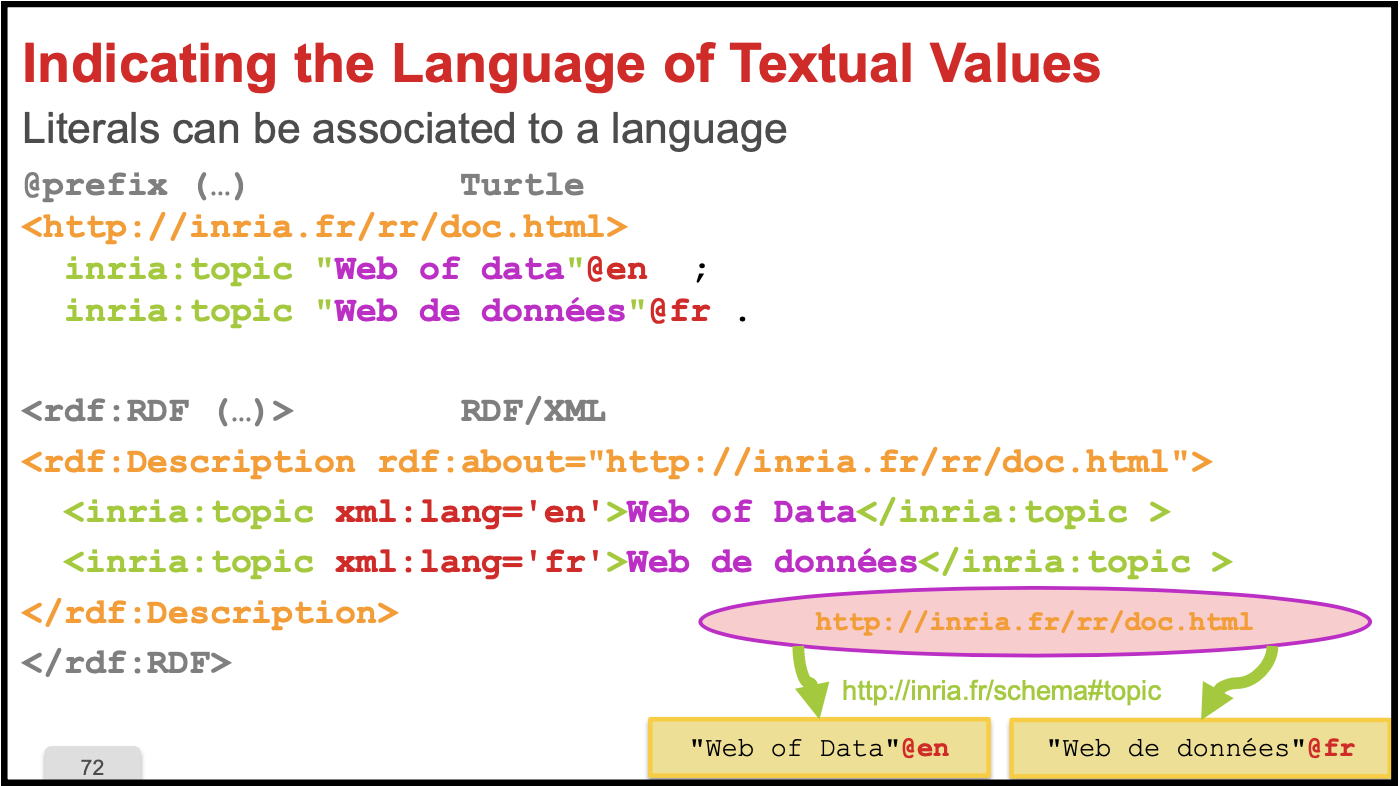 Indicating the Language of Textual Values
Literals can be associated to a language
@prefix (…) Turtle
<http://inria.fr/rr/doc.html>
inria:topic "Web of data"@en ;
inria:topic "Web de données"@fr .
<rdf:RDF (…)> RDF/XML
<rdf:Description rdf:about="http://inria.fr/rr/doc.html">
<inria:topic xml:lang='en'>Web of Data</inria:topic >
<inria:topic xml:lang='fr'>Web de données</inria:topic >
</rdf:Description>
</rdf:RDF>
http://inria.fr/rr/doc.html
http://inria.fr/schema#topic
"Web of Data"@en
"Web de données"@fr
72